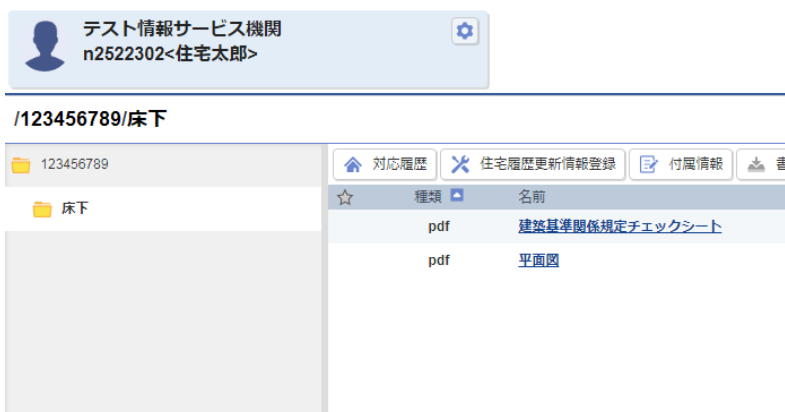 テスト情報サービス機関
n2522302<住宅太郎>
/123456789/床下
123456789
床下
対応履歴 住宅履歴更新情報登録 付属情報 書
種類 名前
pdf 建築基準関係規定チェックシート
pdf 平面図